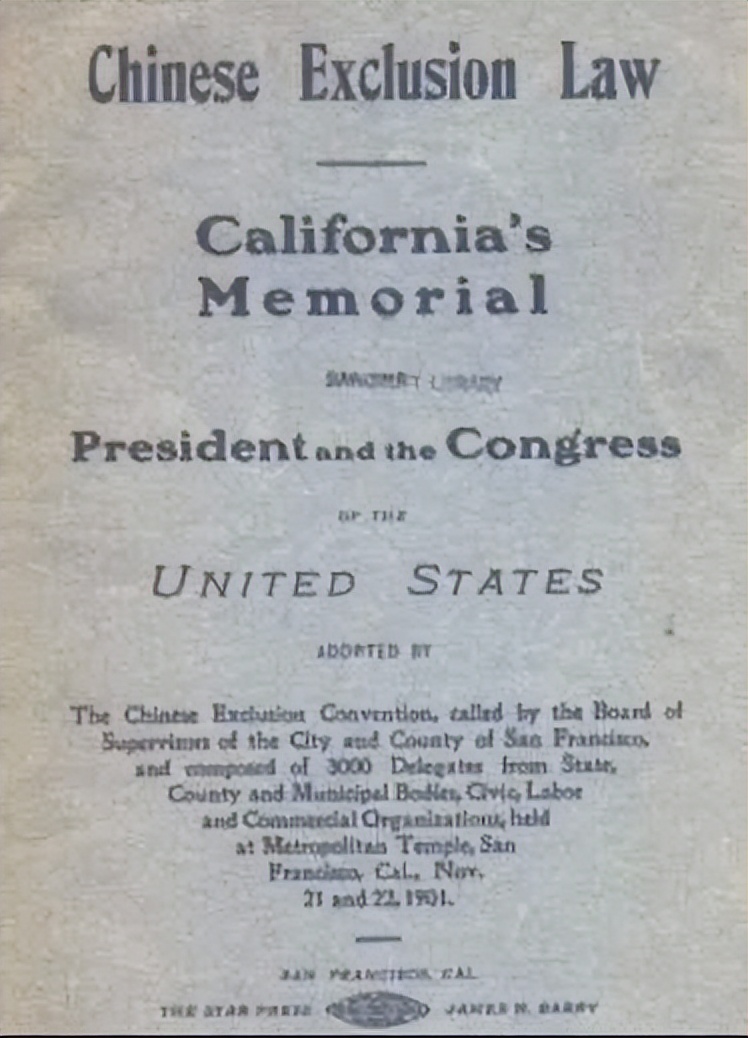 Chinese Exclusion Law
California's
Memorial
LIBRARY
President and the Congress
OF THE
UNITED STATES
ADOPTED BY
The Chinese Exclusion Convention, called by the Board of
Supervisors of the City and County of San Francisco,
and composed of 3000 Delegates from State,
County and Municipal Bodies, Civic, Labor
and Commercial Organizations, held
at Metropolitan Temple, San
Francisco, Cal., Nov.
21 and 22, 1901.
SAN FRANCISCO, CAL
THE STAR PRESS JAMES H. BARRY